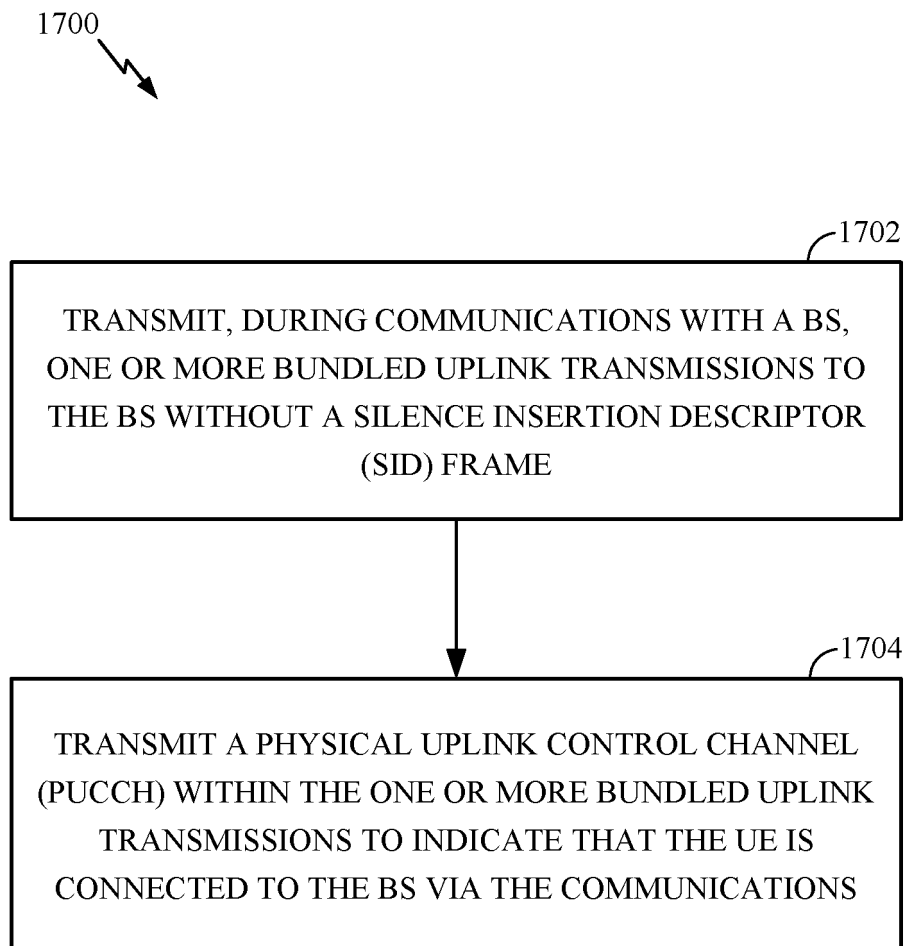 1700
1702
TRANSMIT, DURING COMMUNICATIONS WITH A BS,
ONE OR MORE BUNDLED UPLINK TRANSMISSIONS TO
THE BS WITHOUT A SILENCE INSERTION DESCRIPTOR
(SID) FRAME
1704
TRANSMIT A PHYSICAL UPLINK CONTROL CHANNEL
(PUCCH) WITHIN THE ONE OR MORE BUNDLED UPLINK
TRANSMISSIONS TO INDICATE THAT THE UE IS
CONNECTED TO THE BS VIA THE COMMUNICATIONS